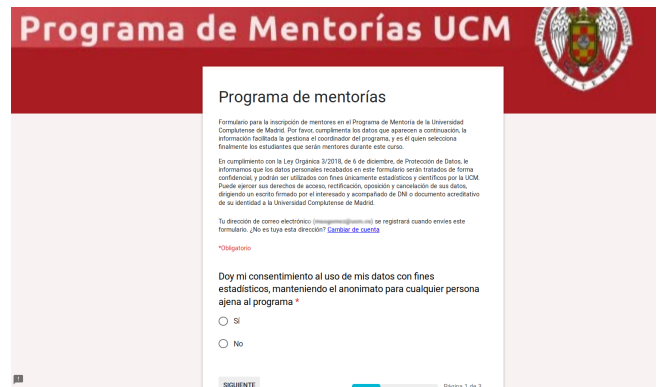 Programa de Mentorías UCM
Programa de mentorías
Formulario para la inscripción de mentores en el Programa de Mentoría de la Universidad
Complutense de Madrid. Por favor, cumplimenta los datos que aparecen a continuación, la
información facilitada la gestiona el coordinador del programa, y es él quien selecciona
finalmente los estudiantes que serán mentores durante este curso.
En cumplimiento con la Ley Orgánica 3/2018, de 6 de diciembre, de Protección de Datos, le
informamos que los datos personales recabados en este formulario serán tratados de forma
confidencial, y podrán ser utilizados con fines únicamente estadísticos y científicos por la UCM.
Puede ejercer sus derechos de acceso, rectificación, oposición y cancelación de sus datos,
dirigiendo un escrito firmado por el interesado y acompañado de DNI o documento acreditativo
de su identidad a la Universidad Complutense de Madrid.
Tu dirección de correo electrónico ( ) se registrará cuando envíes este
formulario. ¿No es tuya esta dirección? Cambiar de cuenta
*Obligatorio
Doy mi consentimiento al uso de mis datos con fines
estadísticos, manteniendo el anonimato para cualquier persona
ajena al programa *
Sí
No
SIGUIENTE
Página 1 de 3